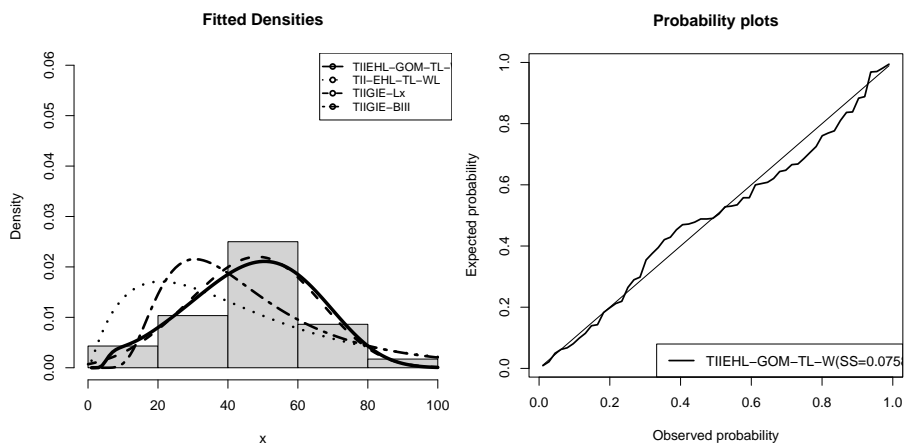 Fitted Densities
TIIEHL−GOM−TL−
TII−EHL−TL−WL
TIIGIE−Lx
TIIGIE−BIII
Density
0.00
0.01
0.02
0.03
0.04
0.05
0.06
0 20 40 60 80 100
x
Probability plots
Expected probability
0.0
0.2
0.4
0.6
0.8
1.0
TIIEHL−GOM−TL−W(SS=0.0758
0.0 0.2 0.4 0.6 0.8 1.0
Observed probability